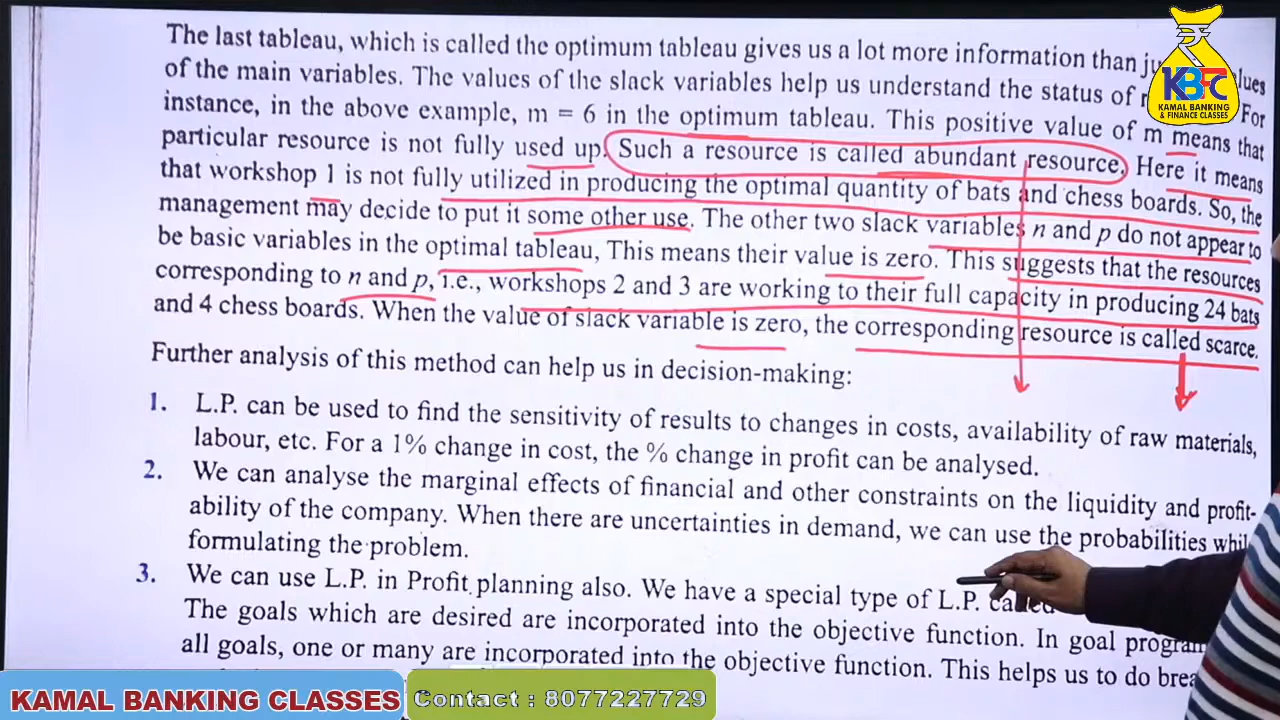 The last tableau, which is called the optimum tableau gives us a lot more information than
of the main variables. The values of the slack variables help us understand the status of For
instance, in the above example, m = 6 in the optimum tableau. This positive value of m means that
particular resource is not fully used up. Such a resource is called abundant resource. Here it means
that workshop 1 is not fully utilized in producing the optimal quantity of bats and chess boards. So, the
management may decide to put it some other use. The other two slack variables n and p do not appear to
be basic variables in the optimal tableau, This means their value is zero. This suggests that the resources
corresponding to n and p, i.e., workshops 2 and 3 are working to their full capacity in producing 24 bats
and 4 chess boards. When the value of slack variable is zero, the corresponding resource is called scarce.
Further analysis of this method can help us in decision-making:
1. L.P. can be used to find the sensitivity of results to changes in costs, availability of raw materials,
labour, etc. For a 1% change in cost, the % change in profit can be analysed.
2. We can analyse the marginal effects of financial and other constraints on the liquidity and profit-
ability of the company. When there are uncertainties in demand, we can use the probabilities
formulating the problem.
3. We can use L.P. in Profit planning also. We have a special type of L.P. called
The goals which are desired are incorporated into the objective function. In goal
all goals, one or many are incorporated into the objective function. This helps us to do
KBFC
KAMAL BANKING
& FINANCE CLASSES
KAMAL BANKING CLASSES
Contact : 8077227729